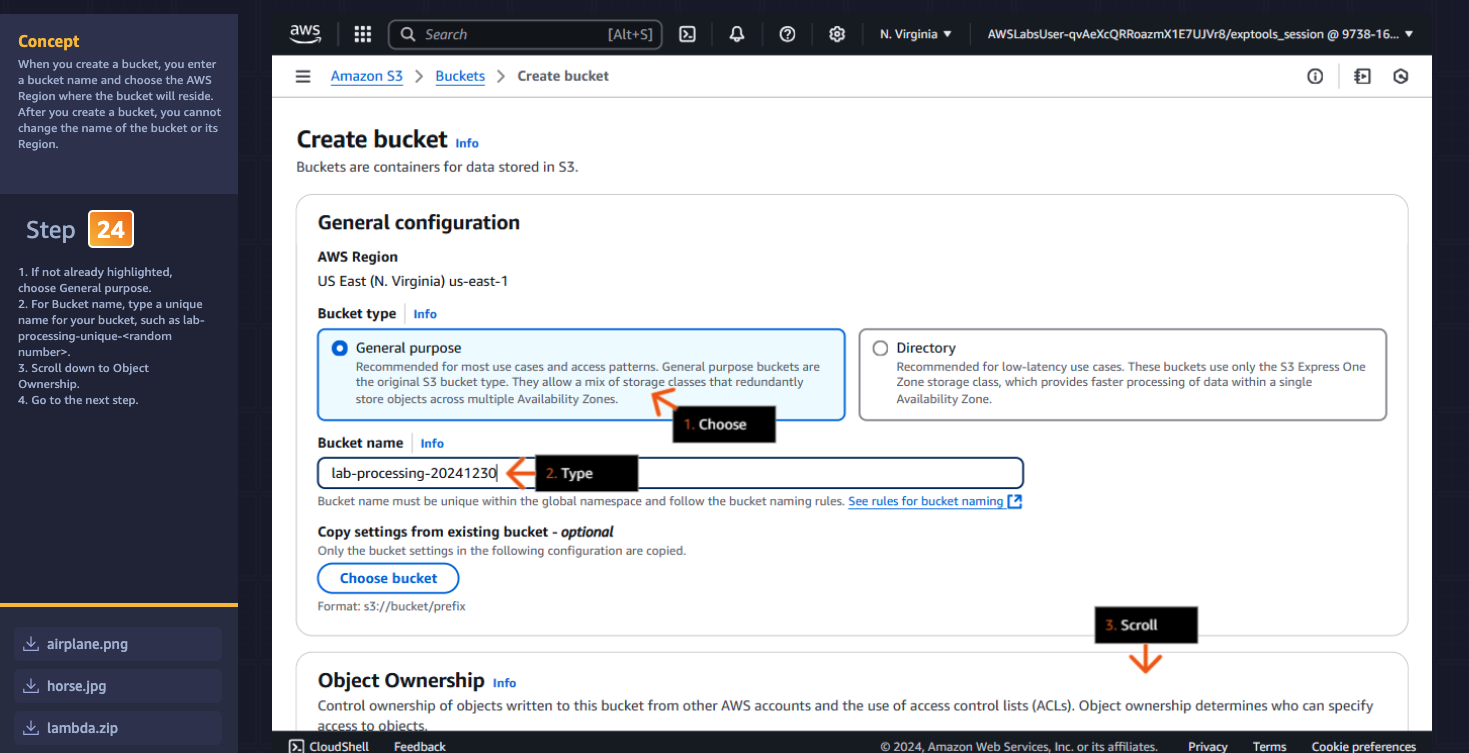 Concept
When you create a bucket, you enter
a bucket name and choose the AWS
Region where the bucket will reside.
After you create a bucket, you cannot
change the name of the bucket or its
Region.
Step 24
1. If not already highlighted,
choose General purpose.
2. For Bucket name, type a unique
name for your bucket, such as lab-
processing-unique-<random
number>.
3. Scroll down to Object
Ownership.
4. Go to the next step.
airplane.png
horse.jpg
lambda.zip
aws
Search [Alt+S]
N. Virginia
AWSLabsUser-qvAeXcQRRoazmX1E7UJVr8/exptools_session @ 9738-16...
Amazon S3 > Buckets > Create bucket
Create bucket Info
Buckets are containers for data stored in S3.
General configuration
AWS Region
US East (N. Virginia) us-east-1
Bucket type Info
General purpose
Recommended for most use cases and access patterns. General purpose buckets are
the original S3 bucket type. They allow a mix of storage classes that redundantly
store objects across multiple Availability Zones.
Directory
Recommended for low-latency use cases. These buckets use only the S3 Express One
Zone storage class, which provides faster processing of data within a single
Availability Zone.
1. Choose
Bucket name Info
lab-processing-20241230
2. Type
Bucket name must be unique within the global namespace and follow the bucket naming rules. See rules for bucket naming
Copy settings from existing bucket - optional
Only the bucket settings in the following configuration are copied.
Choose bucket
Format: s3://bucket/prefix
3. Scroll
Object Ownership Info
Control ownership of objects written to this bucket from other AWS accounts and the use of access control lists (ACLs). Object ownership determines who can specify
access to objects.
CloudShell Feedback
© 2024, Amazon Web Services, Inc. or its affiliates. Privacy Terms Cookie preferences